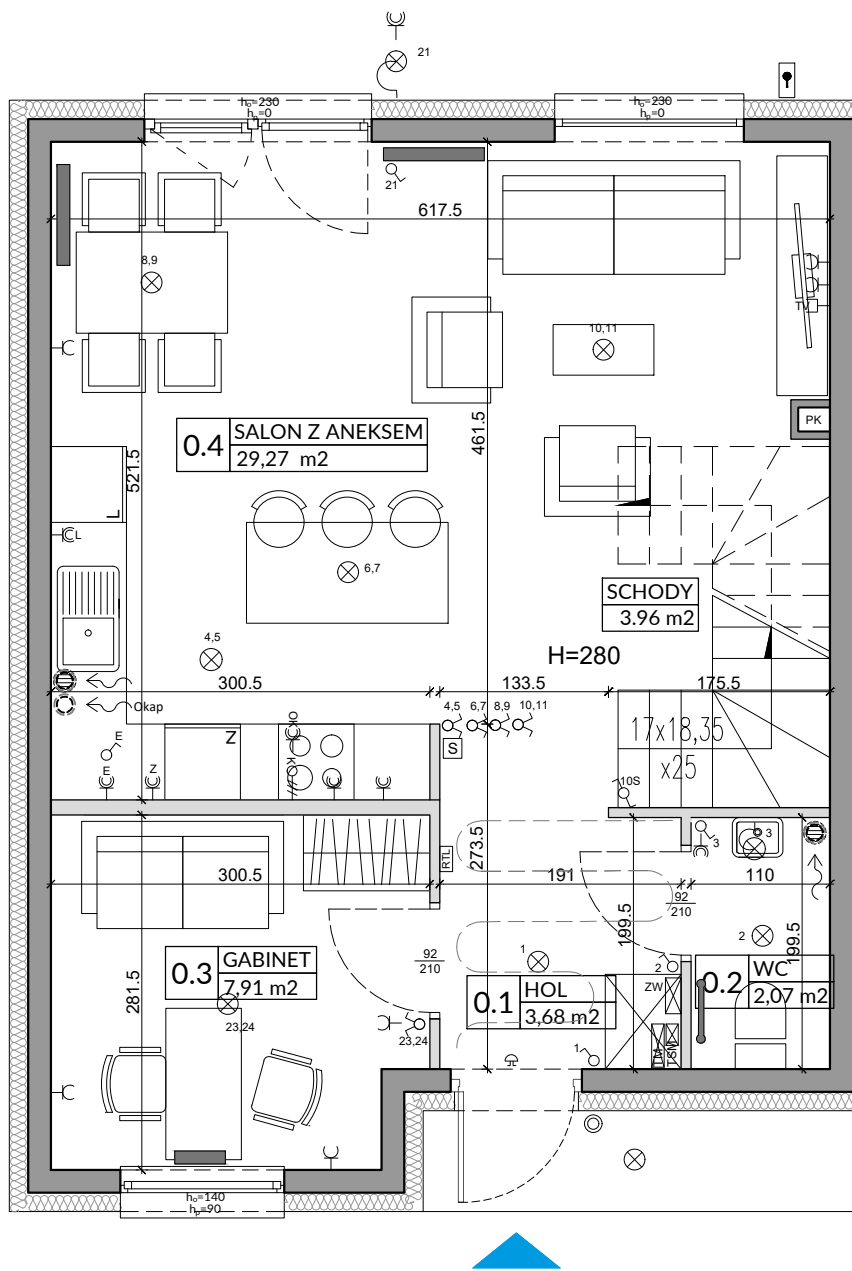 21
hₒ=230
hₚ=0
hₒ=230
hₚ=0
21
617.5
8,9
TV
10,11
PK
0.4
SALON Z ANEKSEM
29,27 m2
461.5
521.5
L
L
6,7
SCHODY
3.96 m2
H=280
4,5
300.5
133.5
175.5
Okap
4,5
6,7
8,9
10,11
S
17x18,35
x25
E
E
Z
Z
OK
K
10S
3
3
273.5
RTL
300.5
191
110
92
210
199.5
199.5
92
210
1
2
2
0.3
GABINET
7,91 m2
281.5
0.2
WC
2,07 m2
0.1
HOL
3,68 m2
ZW
TM
TSM
23,24
23,24
1
hₒ=140
hₚ=90